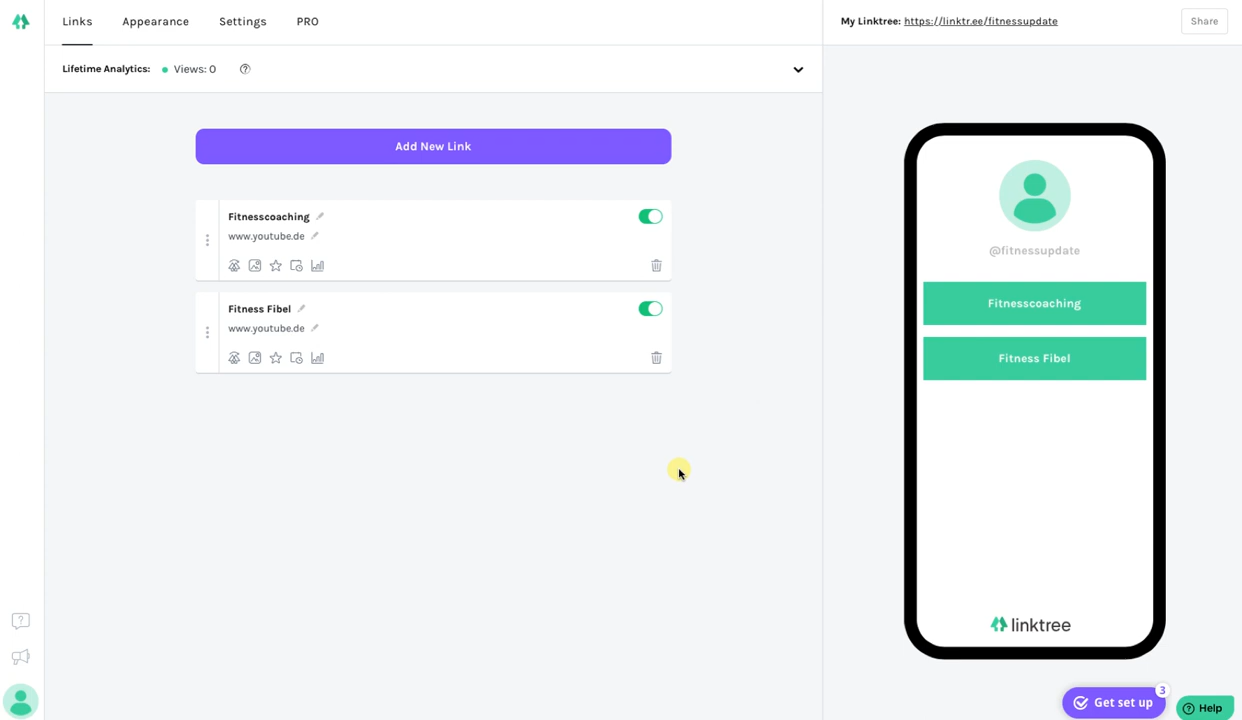 Links Appearance Settings PRO
My Linktree: https://linktr.ee/fitnessupdate Share
Lifetime Analytics: Views: 0 ?
Add New Link
Fitnesscoaching
www.youtube.de
Fitness Fibel
www.youtube.de
@fitnessupdate
Fitnesscoaching
Fitness Fibel
linktree
?
Get set up 3
? Help